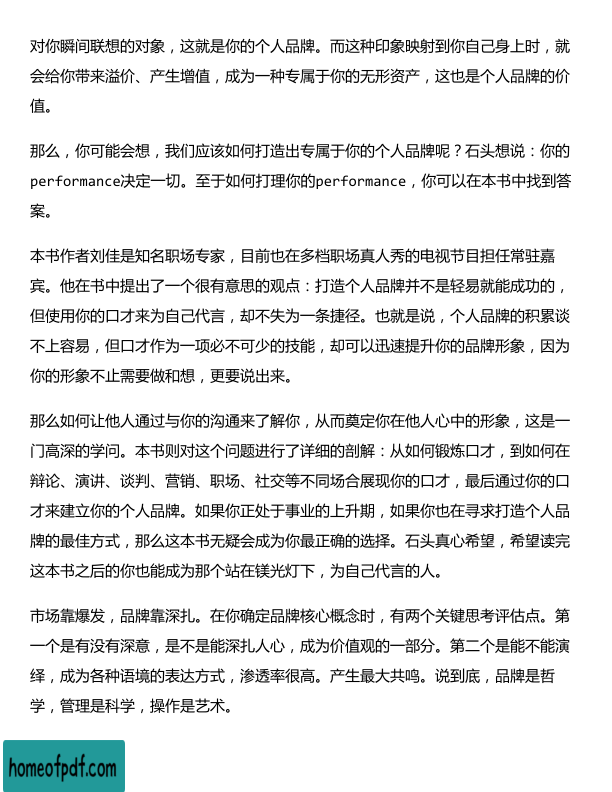 对你瞬间联想的对象，这就是你的个人品牌。而这种印象映射到你自己身上时，就
会给你带来溢价、产生增值，成为一种专属于你的无形资产，这也是个人品牌的价
值。
那么，你可能会想，我们应该如何打造出专属于你的个人品牌呢？石头想说：你的
performance决定一切。至于如何打理你的performance，你可以在本书中找到答
案。
本书作者刘佳是知名职场专家，目前也在多档职场真人秀的电视节目担任常驻嘉
宾。他在书中提出了一个很有意思的观点：打造个人品牌并不是轻易就能成功的，
但使用你的口才来为自己代言，却不失为一条捷径。也就是说，个人品牌的积累谈
不上容易，但口才作为一项必不可少的技能，却可以迅速提升你的品牌形象，因为
你的形象不止需要做和想，更要说出来。
那么如何让他人通过与你的沟通来了解你，从而奠定你在他人心中的形象，这是一
门高深的学问。本书则对这个问题进行了详细的剖解：从如何锻炼口才，到如何在
辩论、演讲、谈判、营销、职场、社交等不同场合展现你的口才，最后通过你的口
才来建立你的个人品牌。如果你正处于事业的上升期，如果你也在寻求打造个人品
牌的最佳方式，那么这本书无疑会成为你最正确的选择。石头真心希望，希望读完
这本书之后的你也能成为那个站在镁光灯下，为自己代言的人。
市场靠爆发，品牌靠深扎。在你确定品牌核心概念时，有两个关键思考评估点。第
一个是有没有深意，是不是能深扎人心，成为价值观的一部分。第二个是能不能演
绎，成为各种语境的表达方式，渗透率很高。产生最大共鸣。说到底，品牌是哲
学，管理是科学，操作是艺术。
homeofpdf.com